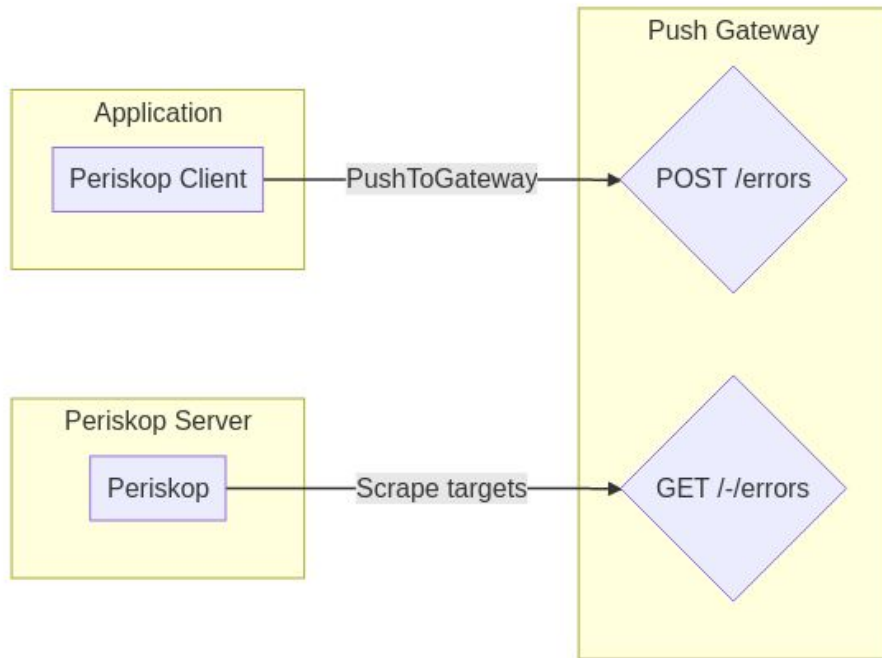 Push Gateway
Application
Periskop Client
PushToGateway
POST /errors
Periskop Server
Periskop
Scrape targets
GET /-/errors